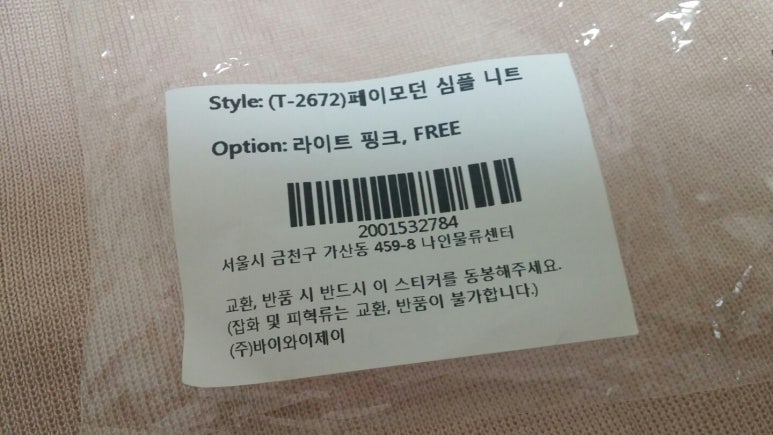 Style: (T-2672)페이모던 심플 니트
Option: 라이트 핑크, FREE
2001532784
서울시 금천구 가산동 459-8 나인물류센터
교환, 반품 시 반드시 이 스티커를 동봉해주세요.
(잡화 및 피혁류는 교환, 반품이 불가합니다.)
(주)바이와이제이